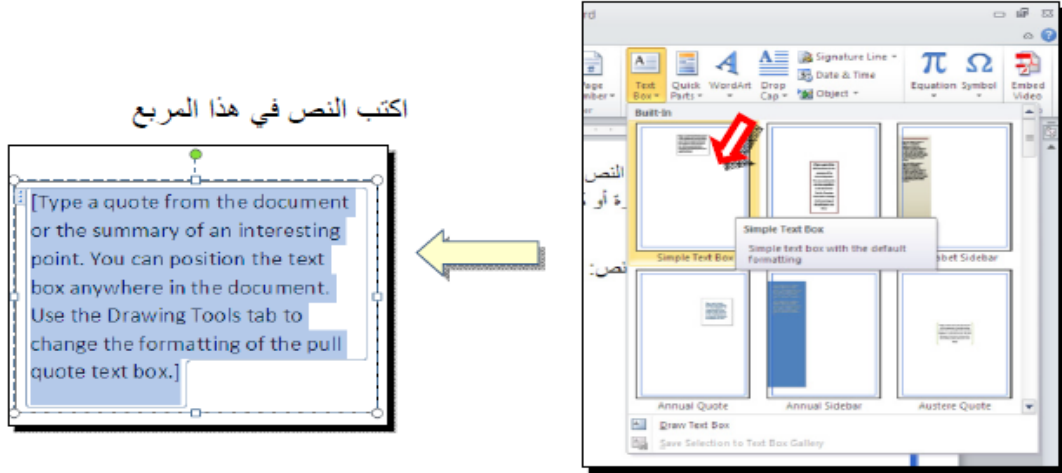 اكتب النص في هذا المربع
[Type a quote from the document
or the summary of an interesting
point. You can position the text
box anywhere in the document.
Use the Drawing Tools tab to
change the formatting of the pull
quote text box.]
Text
Box
Quick
Parts
WordArt
Drop
Cap
Signature Line
Date & Time
Object
Equation
Symbol
Embed
Video
Built-In
النص
Simple Text Box
Simple text box with the default
formatting
Simple Text Box
Sidebar
Annual Quote
Annual Sidebar
Austere Quote
Draw Text Box
Save Selection to Text Box Gallery